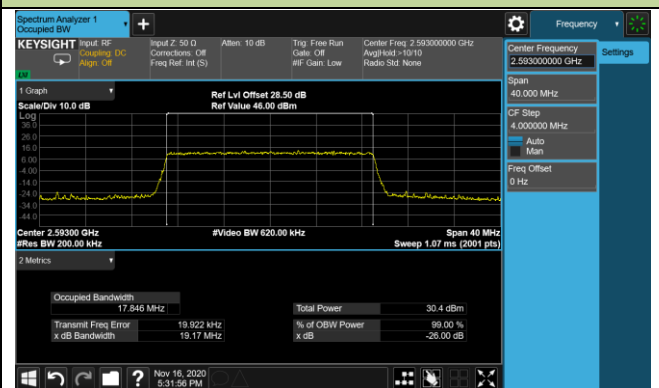 Spectrum Analyzer 1
Occupied BW
+
Frequency
KEYSIGHT
Input: RF
Coupling: DC
Align: Off
Input Z: 50 Ω
Corrections: Off
Freq Ref: Int (S)
Atten: 10 dB
Trig: Free Run
Gate: Off
#IF Gain: Low
Center Freq: 2.593000000 GHz
Avg|Hold:>10/10
Radio Std: None
LXI
Center Frequency
2.593000000 GHz
Settings
Span
40.000 MHz
CF Step
4.000000 MHz
Auto
Man
Freq Offset
0 Hz
1 Graph
Scale/Div 10.0 dB
Ref Lvl Offset 28.50 dB
Ref Value 46.00 dBm
Log
36.0
26.0
16.0
6.00
-4.00
-14.0
-24.0
-34.0
-44.0
Center 2.59300 GHz
#Video BW 620.00 kHz
Span 40 MHz
#Res BW 200.00 kHz
Sweep 1.07 ms (2001 pts)
2 Metrics
Occupied Bandwidth
17.846 MHz
Total Power 30.4 dBm
Transmit Freq Error 19.922 kHz
% of OBW Power 99.00 %
x dB Bandwidth 19.17 MHz
x dB -26.00 dB
?
Nov 16, 2020
5:31:56 PM